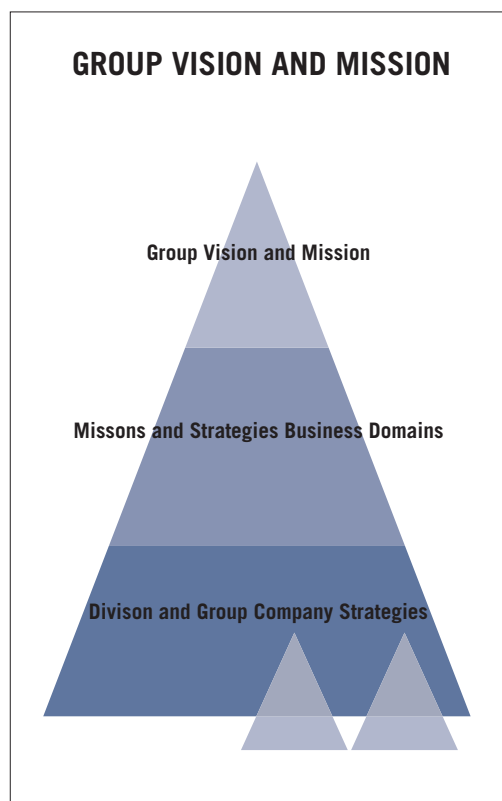 GROUP VISION AND MISSION
Group Vision and Mission
Missons and Strategies Business Domains
Divison and Group Company Strategies